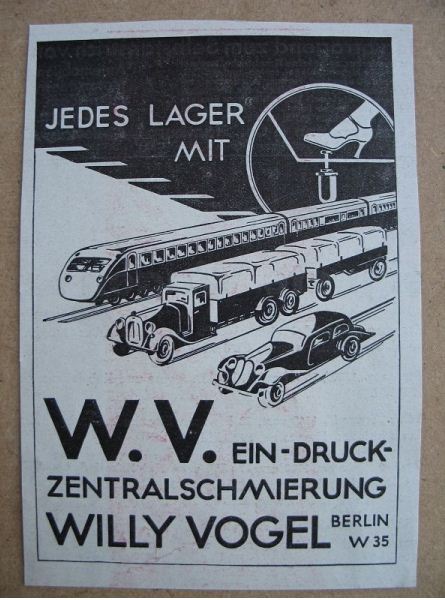 JEDES LAGER
MIT
W. V. EIN-DRUCK-
ZENTRALSCHMIERUNG
WILLY VOGEL BERLIN
W 35